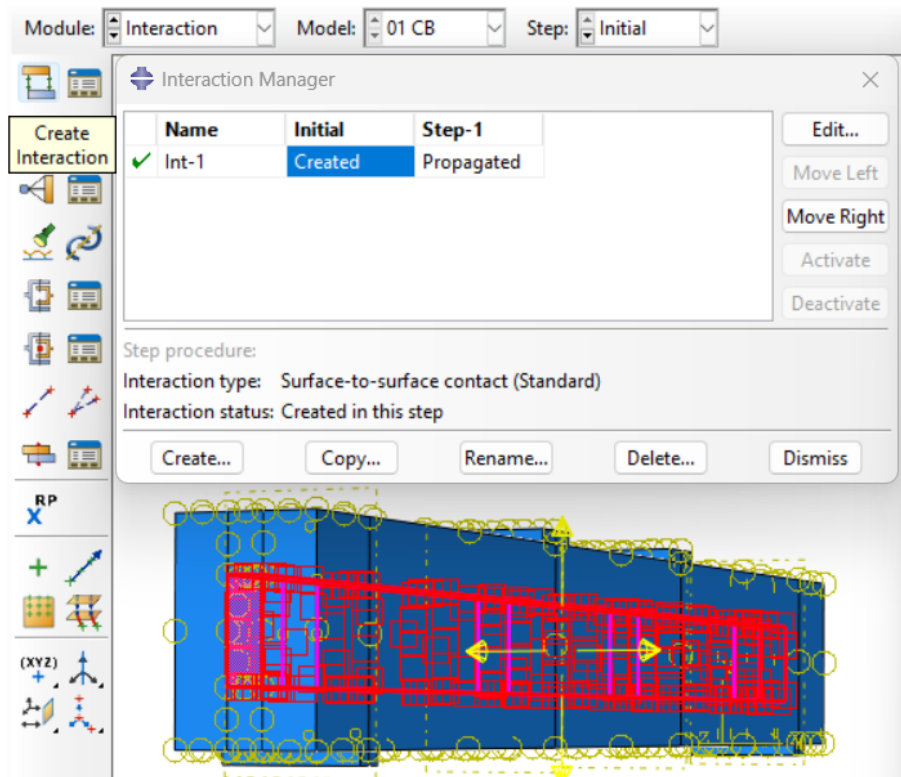 Module: Interaction Model: 01 CB Step: Initial
Interaction Manager
Create
Interaction
Name Initial Step-1
Int-1 Created Propagated
Edit...
Move Left
Move Right
Activate
Deactivate
Step procedure:
Interaction type: Surface-to-surface contact (Standard)
Interaction status: Created in this step
Create... Copy... Rename... Delete... Dismiss
RP
X
(XYZ)